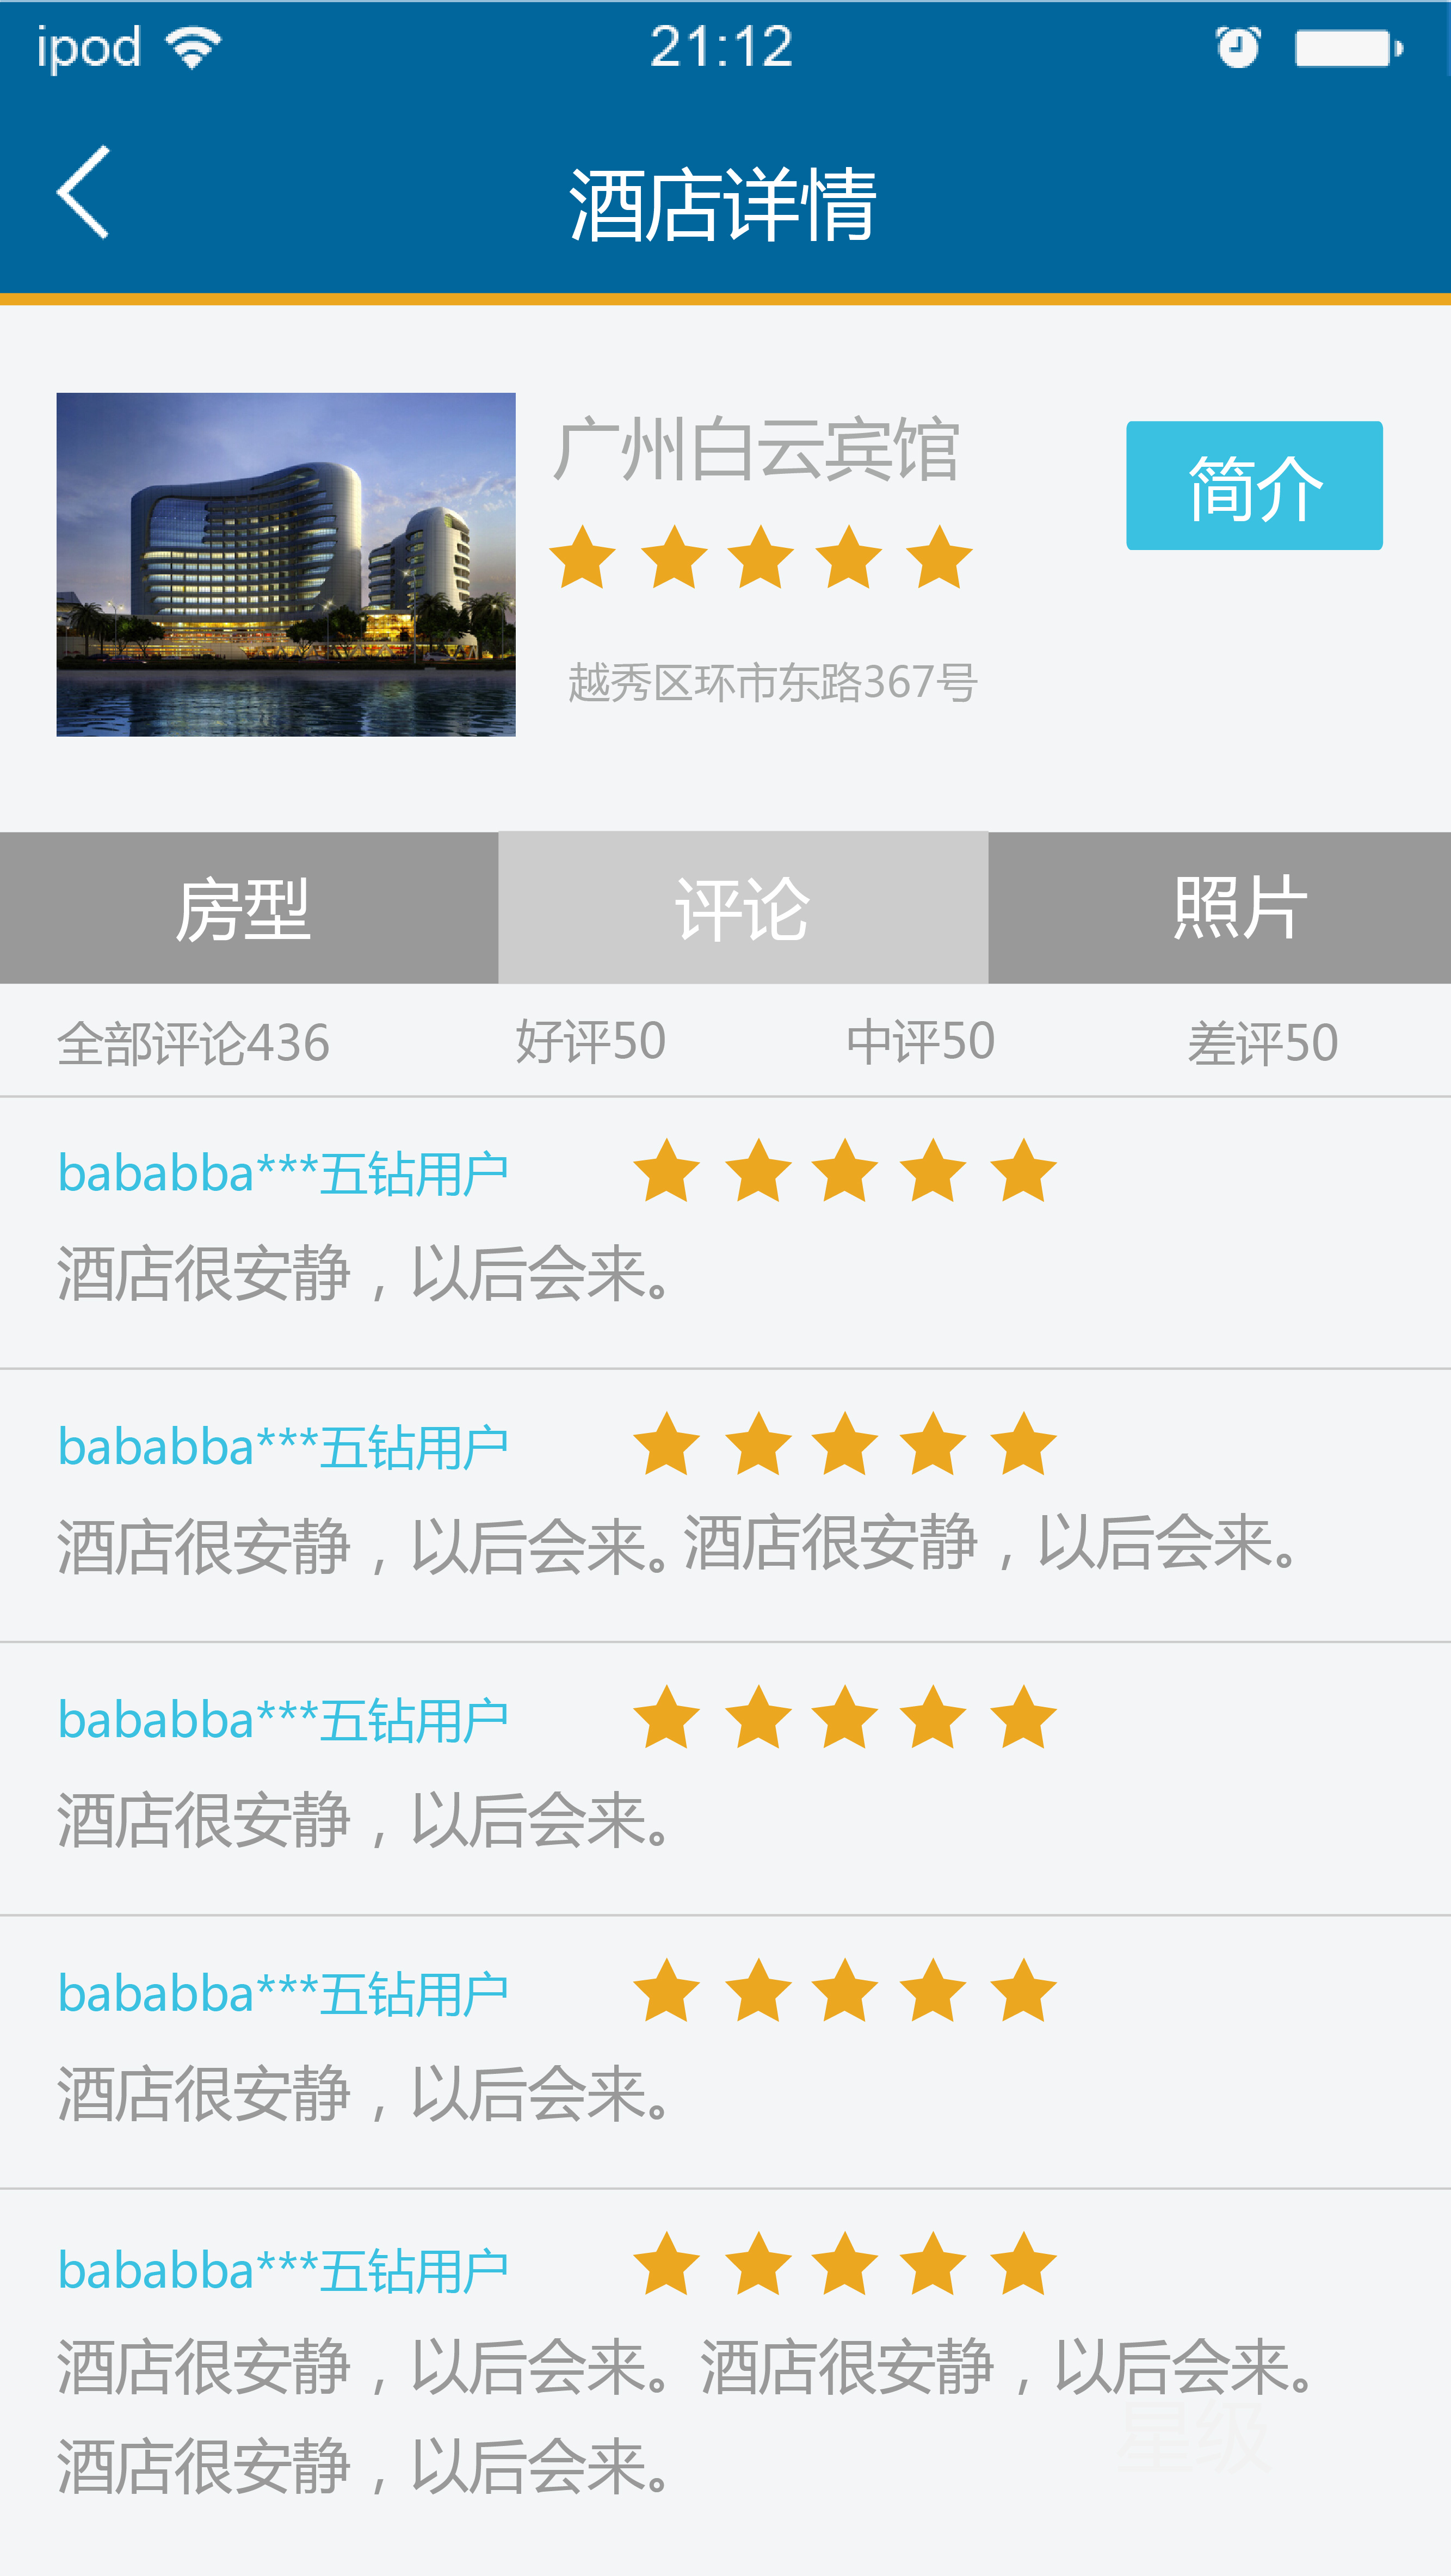 ipod 21:12
酒店详情
广州白云宾馆
简介
越秀区环市东路367号
房型 评论 照片
全部评论436 好评50 中评50 差评50
bababba***五钻用户
酒店很安静，以后会来。
bababba***五钻用户
酒店很安静，以后会来。酒店很安静，以后会来。
bababba***五钻用户
酒店很安静，以后会来。
bababba***五钻用户
酒店很安静，以后会来。
bababba***五钻用户
酒店很安静，以后会来。酒店很安静，以后会来。
星级
酒店很安静，以后会来。